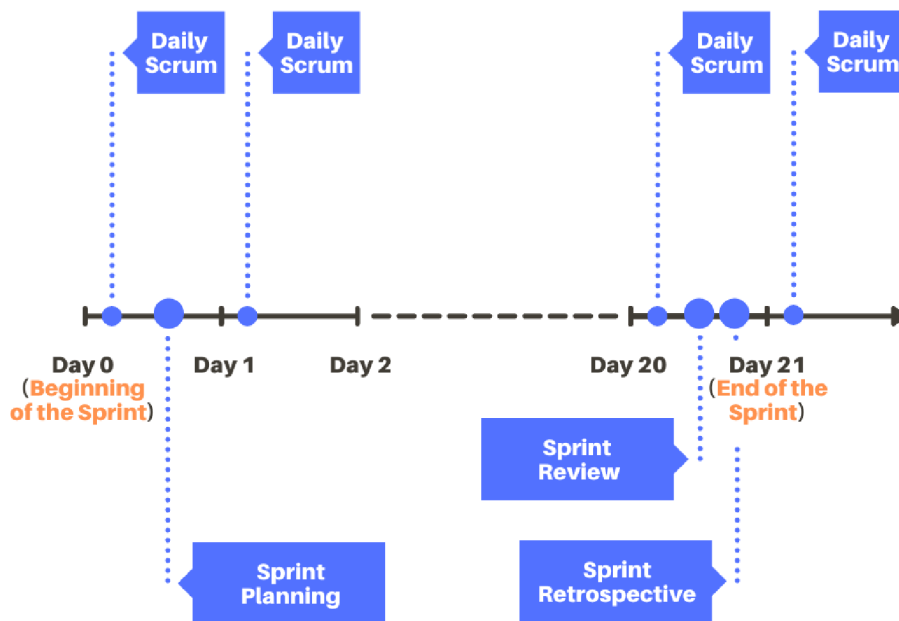 Daily
Scrum
Daily
Scrum
Daily
Scrum
Daily
Scrum
Day 0
(Beginning
of the Sprint)
Day 1
Day 2
Day 20
Day 21
(End of the
Sprint)
Sprint
Review
Sprint
Planning
Sprint
Retrospective